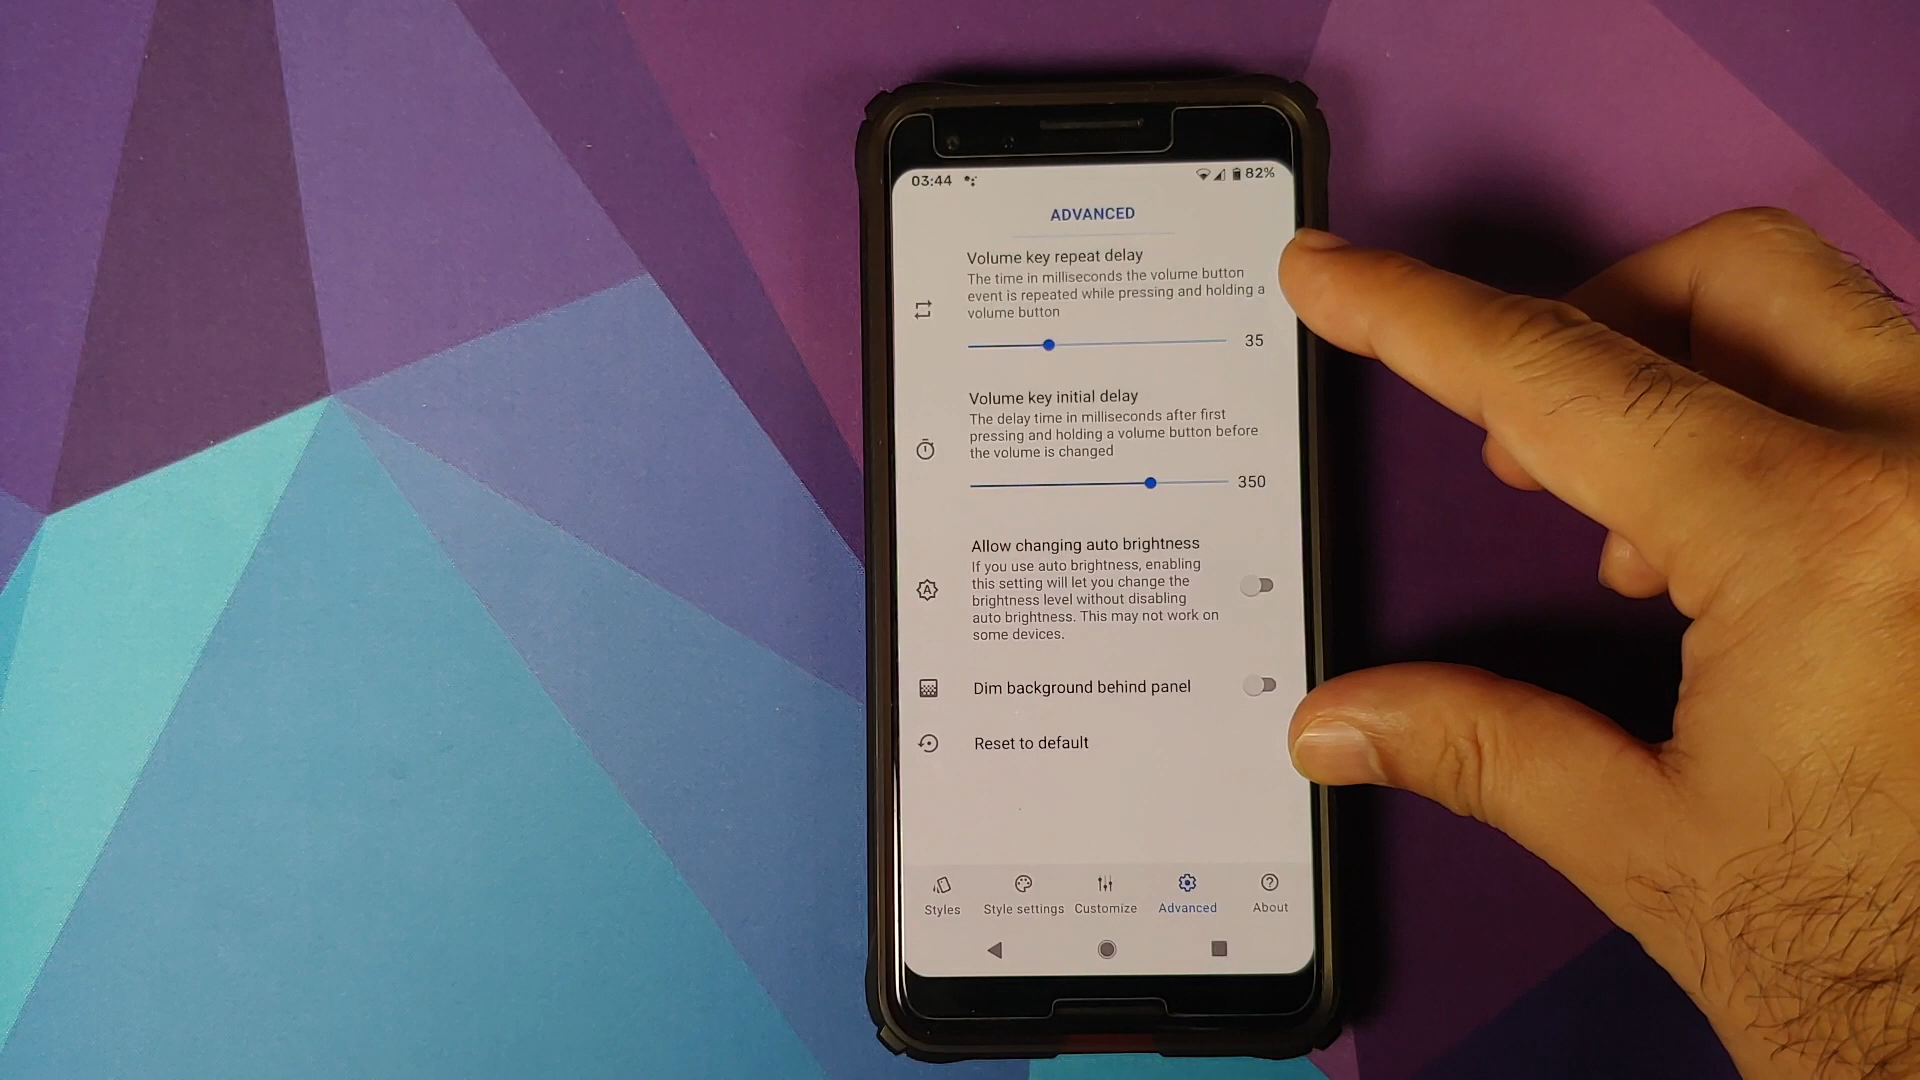 03:44
82%
ADVANCED
Volume key repeat delay
The time in milliseconds the volume button
event is repeated while pressing and holding a
volume button
35
Volume key initial delay
The delay time in milliseconds after first
pressing and holding a volume button before
the volume is changed
350
Allow changing auto brightness
If you use auto brightness, enabling
this setting will let you change the
brightness level without disabling
auto brightness. This may not work on
some devices.
Dim background behind panel
Reset to default
Styles
Style settings
Customize
Advanced
About